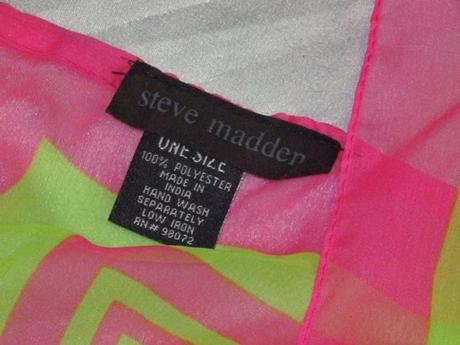 steve madden
ONE SIZE
100% POLYESTER
MADE IN
INDIA
HAND WASH
SEPARATELY
LOW IRON
RN# 98072